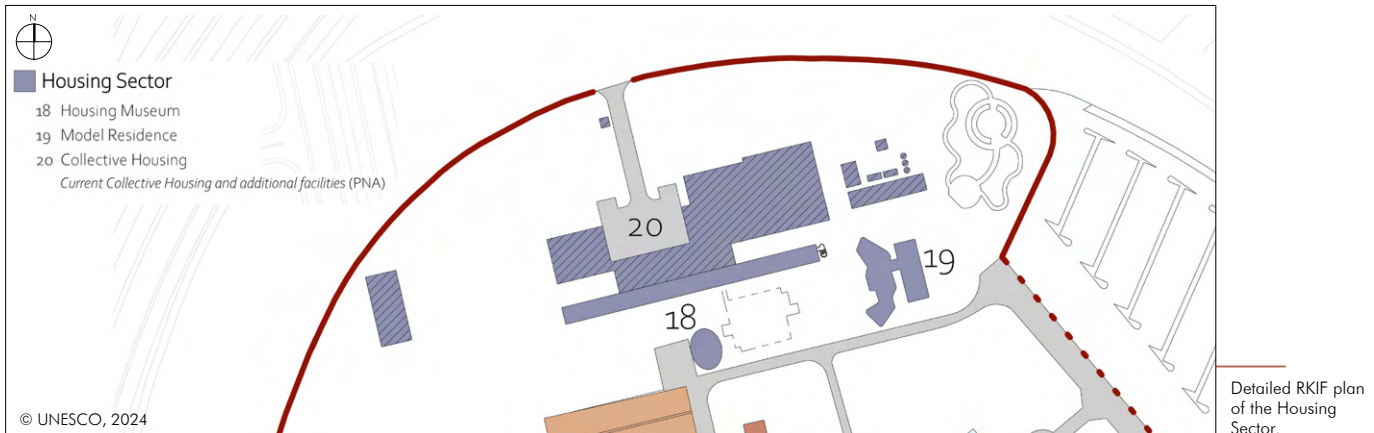 N
Housing Sector
18 Housing Museum
19 Model Residence
20 Collective Housing
Current Collective Housing and additional facilities (PNA)
20
19
18
© UNESCO, 2024
Detailed RKIF plan
of the Housing
Sector.